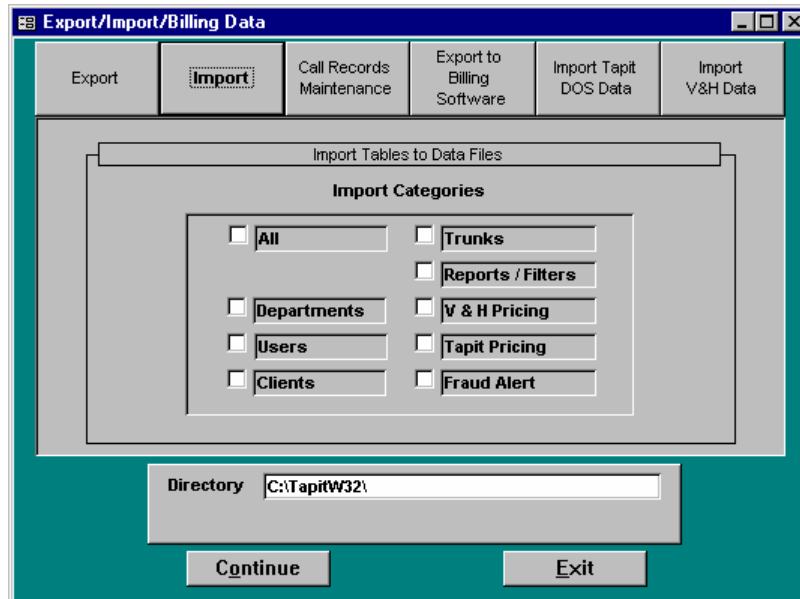 Export/Import/Billing Data
Export
Import
Call Records
Maintenance
Export to
Billing
Software
Import Tapit
DOS Data
Import
V&H Data
Import Tables to Data Files
Import Categories
All
Trunks
Reports / Filters
Departments
V & H Pricing
Users
Tapit Pricing
Clients
Fraud Alert
Directory C:\TapitW32\
Continue
Exit